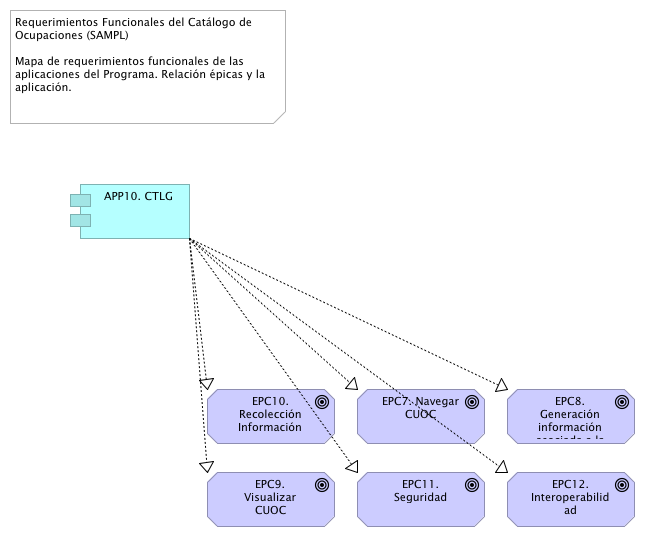 Requerimientos Funcionales del Catálogo de
Ocupaciones (SAMPL)
Mapa de requerimientos funcionales de las
aplicaciones del Programa. Relación épicas y la
aplicación.
APP10. CTLG
EPC10.
Recolección
Información
EPC7. Navegar
CUOC
EPC8.
Generación
información
EPC9.
Visualizar
CUOC
EPC11.
Seguridad
EPC12.
Interoperabilid
ad